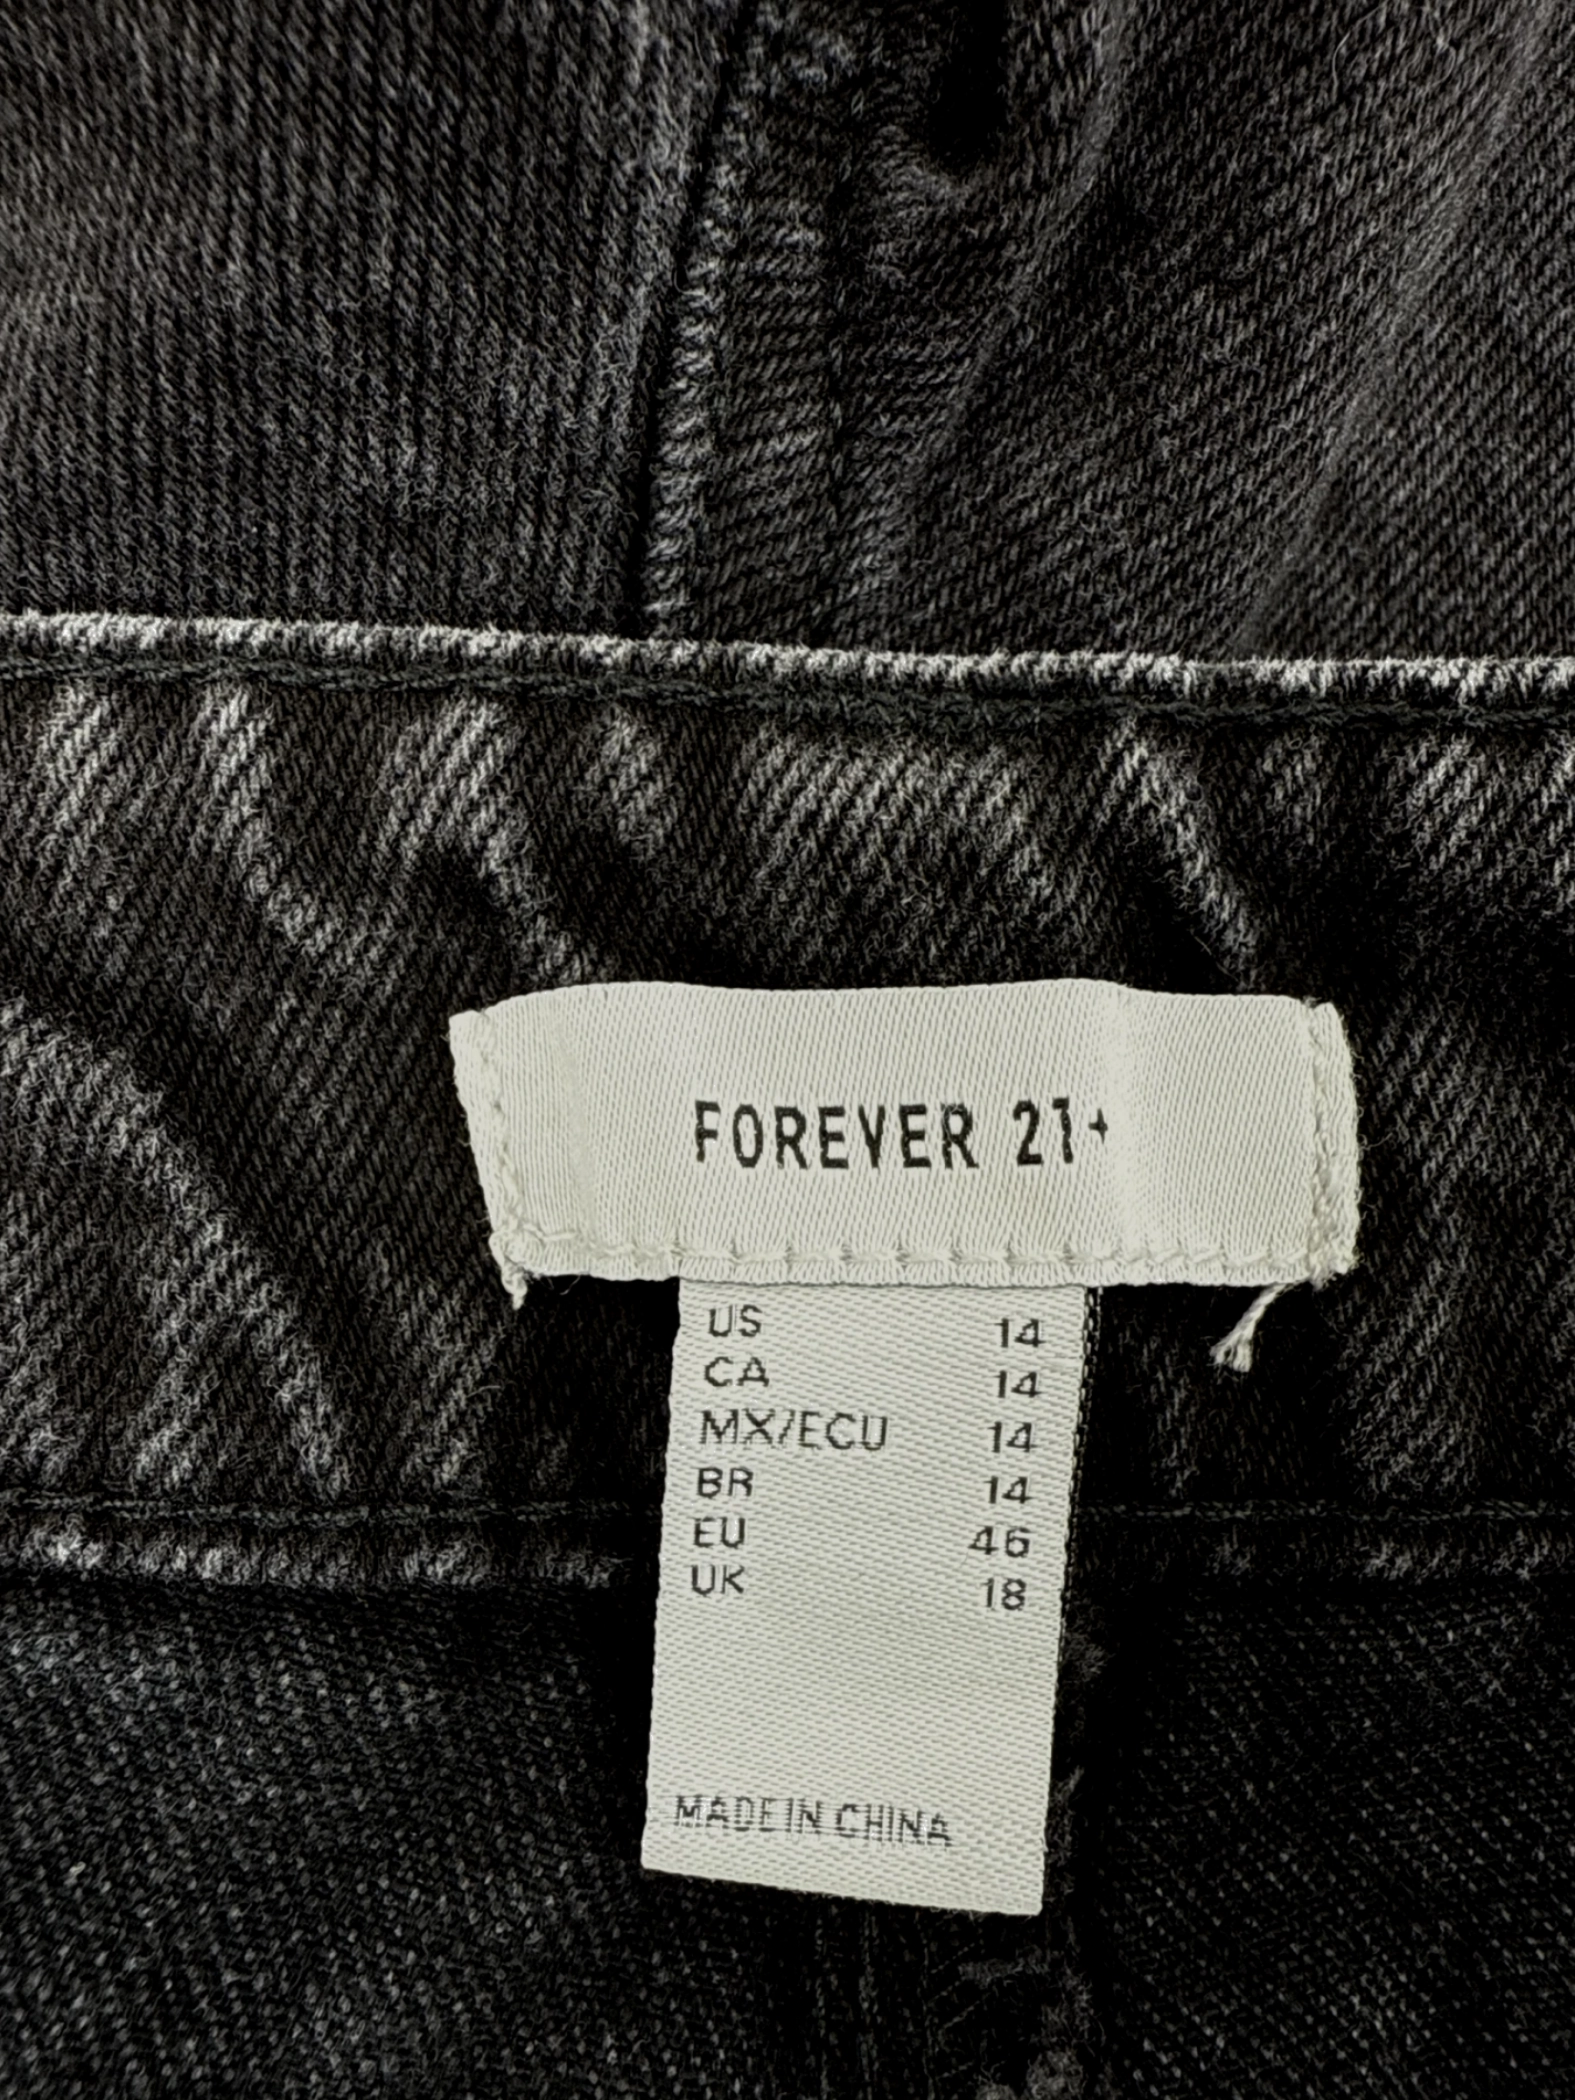 FOREVER 21+
US 14
CA 14
MX/ECU 14
BR 14
EU 46
UK 18
MADE IN CHINA